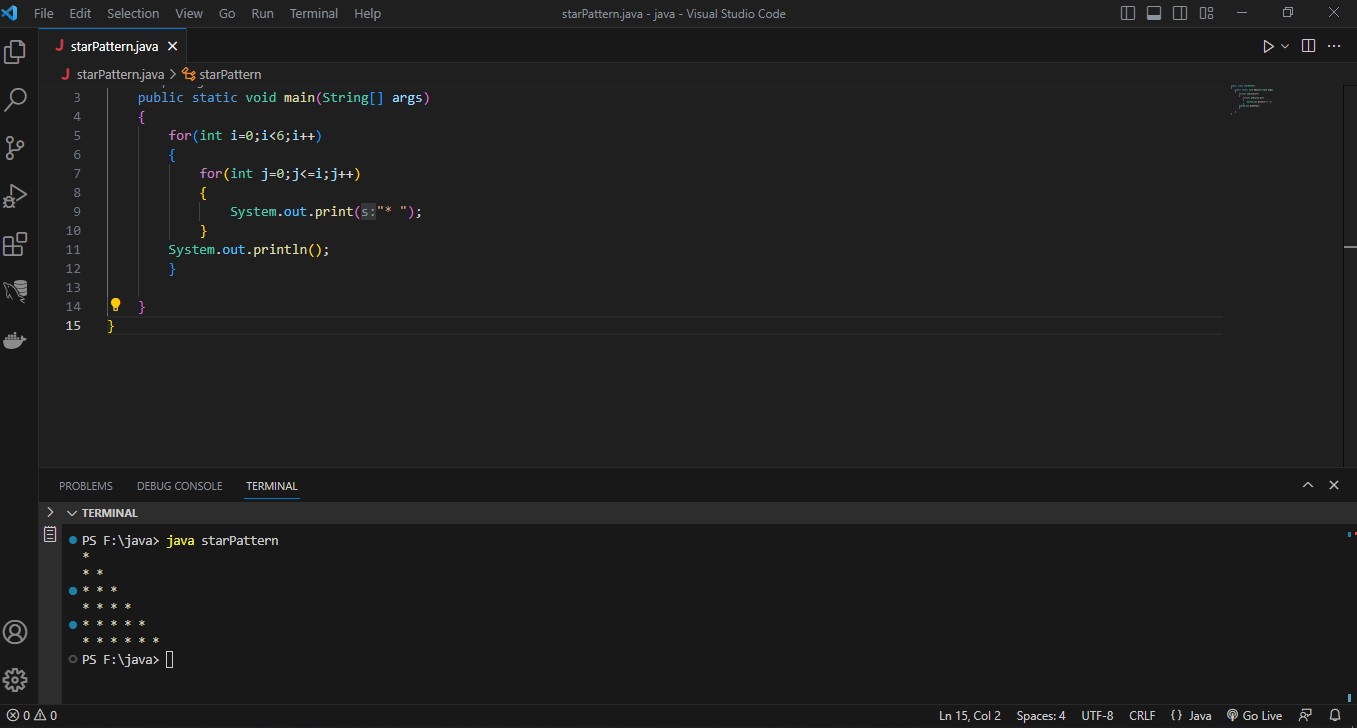 File Edit Selection View Go Run Terminal Help starPattern.java - java - Visual Studio Code
J starPattern.java
J starPattern.java > starPattern
3 public static void main(String[] args)
4 {
5 for(int i=0;i<6;i++)
6 {
7 for(int j=0;j<=i;j++)
8 {
9 System.out.print(s:"* ");
10 }
11 System.out.println();
12 }
13
14 }
15 }
PROBLEMS DEBUG CONSOLE TERMINAL
TERMINAL
PS F:\java> java starPattern
*
* *
* * *
* * * *
* * * * *
* * * * * *
PS F:\java>
0 0 Ln 15, Col 2 Spaces: 4 UTF-8 CRLF {} Java Go Live